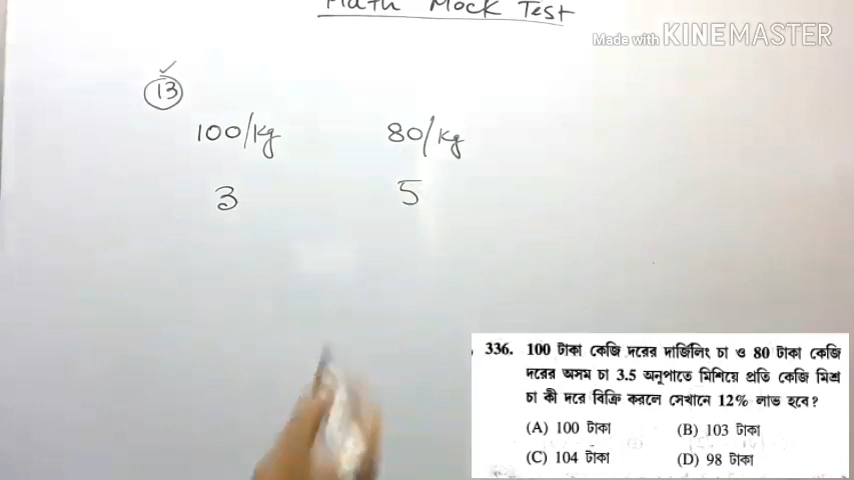 Math Mock Test
Made with KINEMASTER
13
100/kg 80/kg
3 5
336. 100 টাকা কেজি দরের দার্জিলিং চা ও 80 টাকা কেজি
দরের অসম চা 3.5 অনুপাতে মিশিয়ে প্রতি কেজি মিশ্র
চা কী দরে বিক্রি করলে সেখানে 12% লাভ হবে?
(A) 100 টাকা (B) 103 টাকা
(C) 104 টাকা (D) 98 টাকা